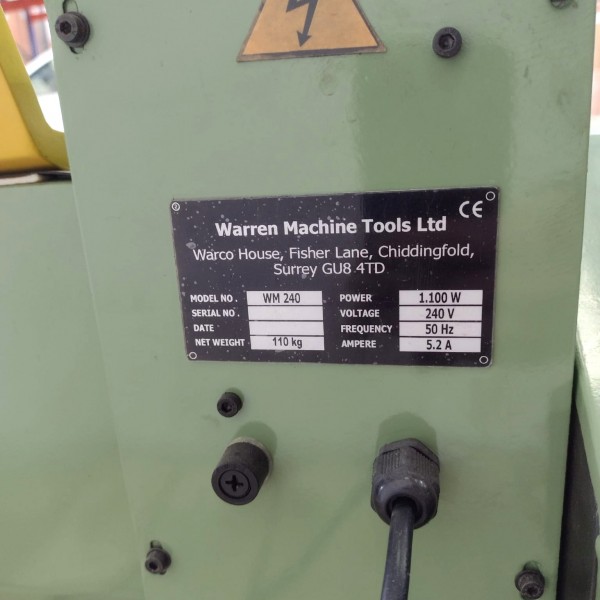 CE
Warren Machine Tools Ltd
Warco House, Fisher Lane, Chiddingfold,
Surrey GU8 4TD
MODEL NO. WM 240 POWER 1.100 W
SERIAL NO. VOLTAGE 240 V
DATE FREQUENCY 50 Hz
NET WEIGHT 110 kg AMPERE 5.2 A